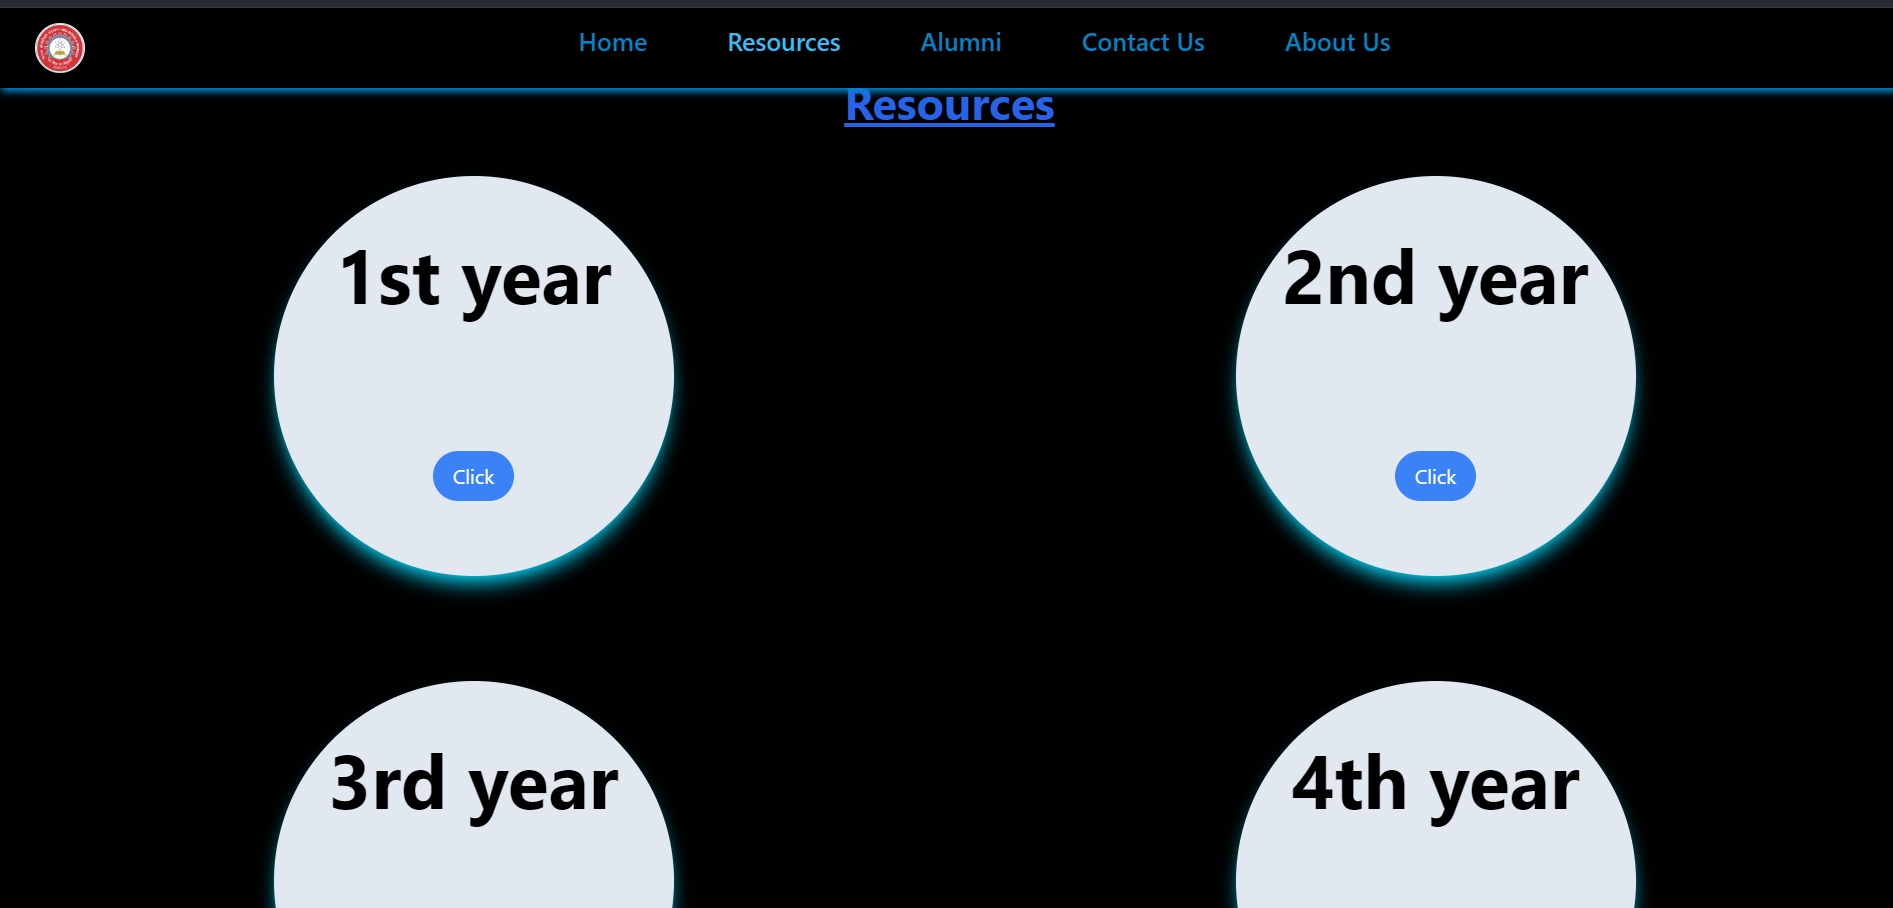 Home Resources Alumni Contact Us About Us
Resources
1st year 2nd year
Click Click
3rd year 4th year